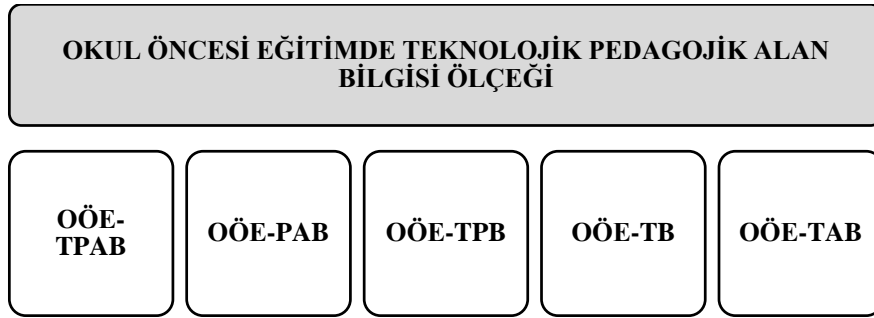 OKUL ÖNCESİ EĞİTİMDE TEKNOLOJİK PEDAGOJİK ALAN
BİLGİSİ ÖLÇEĞİ
OÖE-
TPAB
OÖE-PAB
OÖE-TPB
OÖE-TB
OÖE-TAB